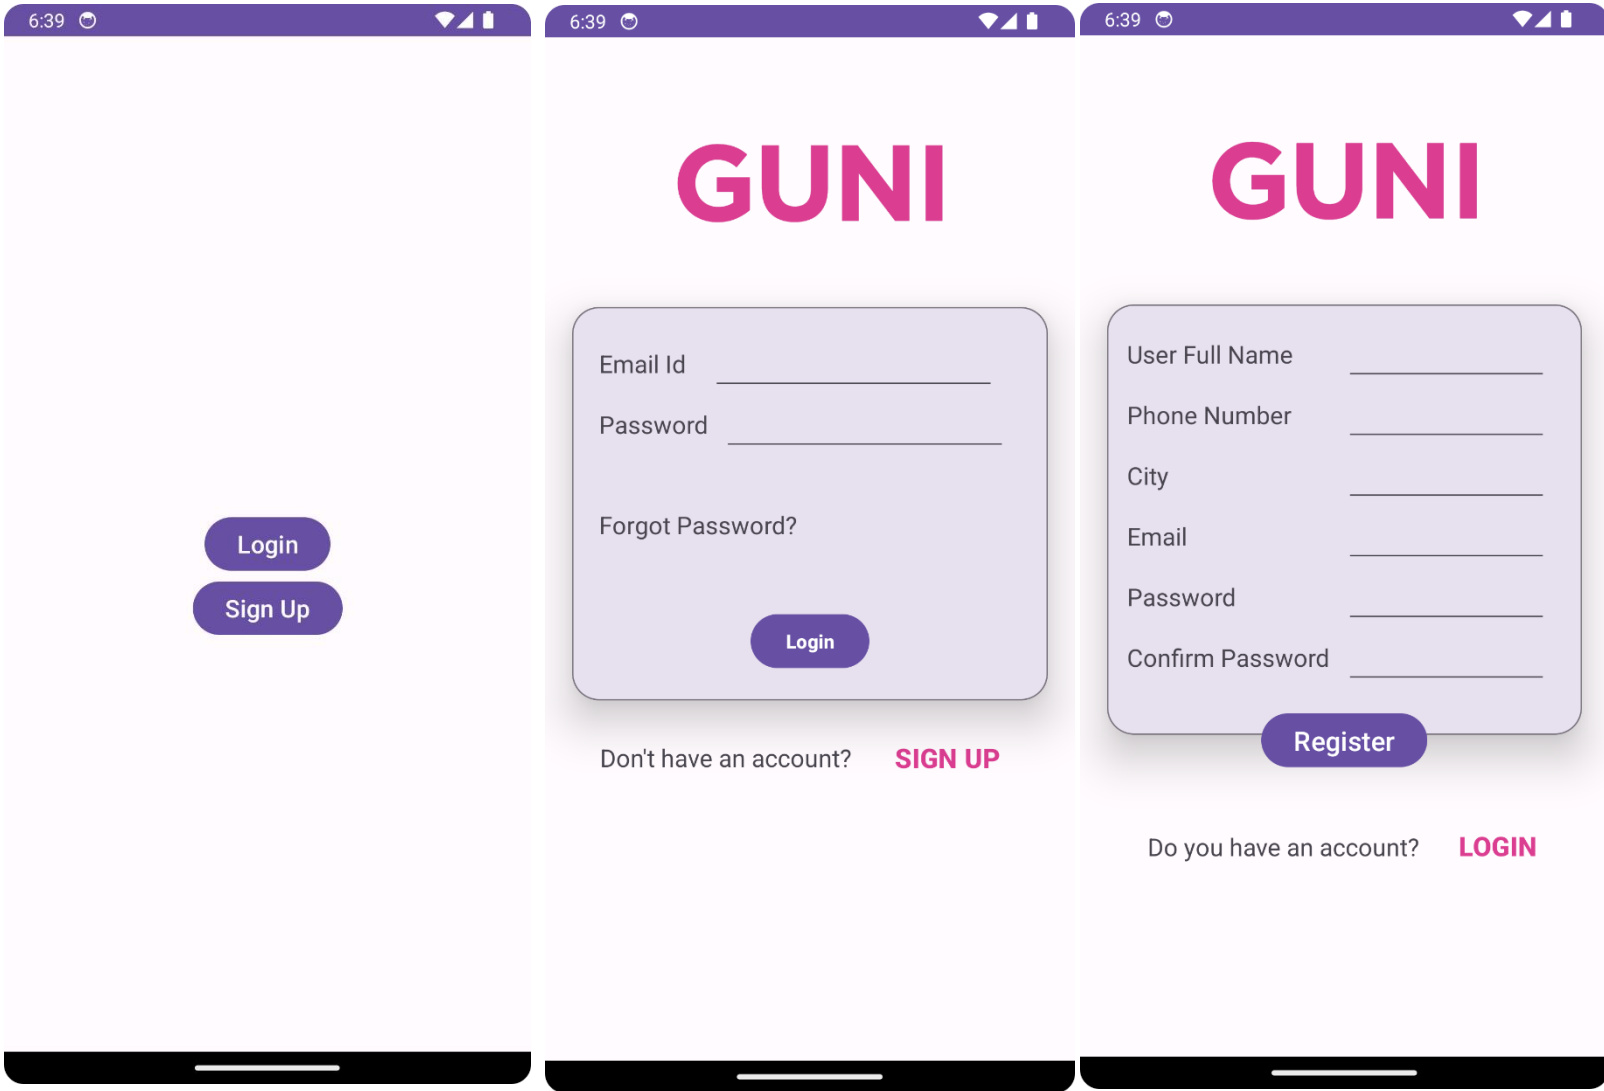 6:39
Login
Sign Up
6:39
GUNI
Email Id
Password
Forgot Password?
Login
Don't have an account? SIGN UP
6:39
GUNI
User Full Name
Phone Number
City
Email
Password
Confirm Password
Register
Do you have an account? LOGIN